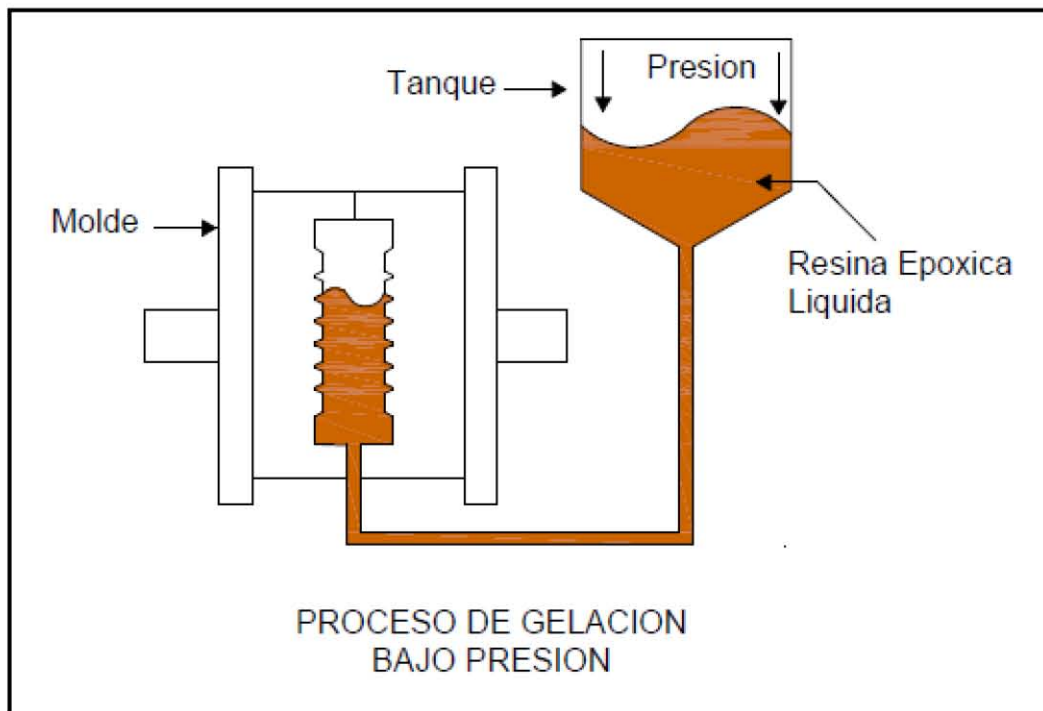 Tanque
Presion
Molde
Resina Epoxica
Liquida
PROCESO DE GELACION
BAJO PRESION